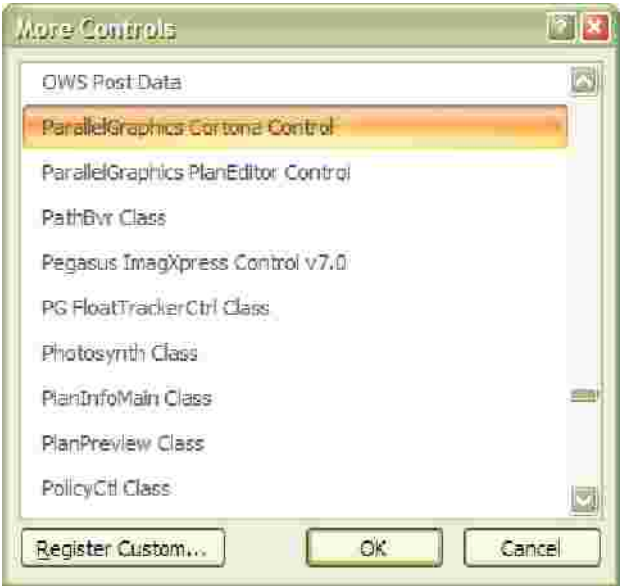 More Controls
OWS Post Data
ParallelGraphics Cortona Control
ParallelGraphics PlanEditor Control
PathBvr Class
Pegasus ImagXpress Control v7.0
PG FloatTrackerCtrl Class
Photosynth Class
PlanInfoMain Class
PlanPreview Class
PolicyCtl Class
Register Custom...
OK
Cancel